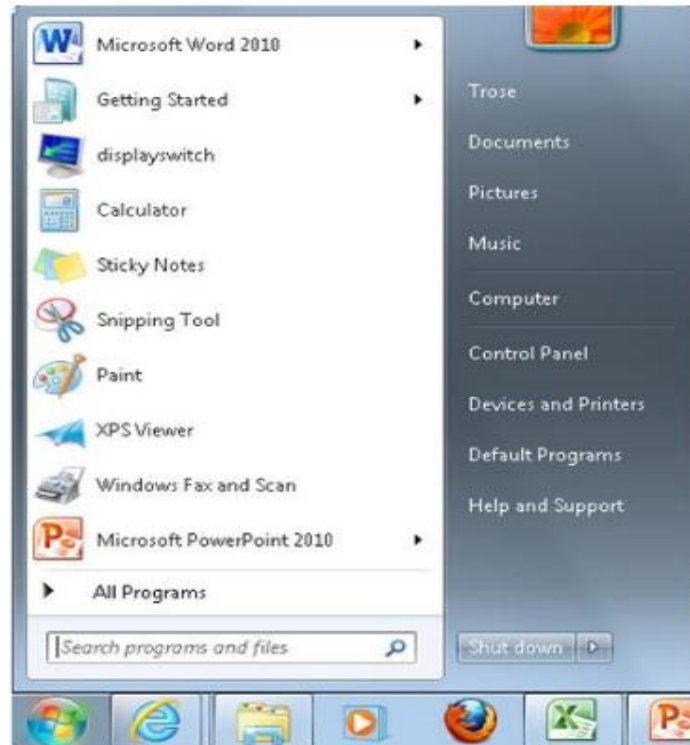 Microsoft Word 2010
Getting Started
displayswitch
Calculator
Sticky Notes
Snipping Tool
Paint
XPS Viewer
Windows Fax and Scan
Microsoft PowerPoint 2010
All Programs
Search programs and files
Trose
Documents
Pictures
Music
Computer
Control Panel
Devices and Printers
Default Programs
Help and Support
Shut down